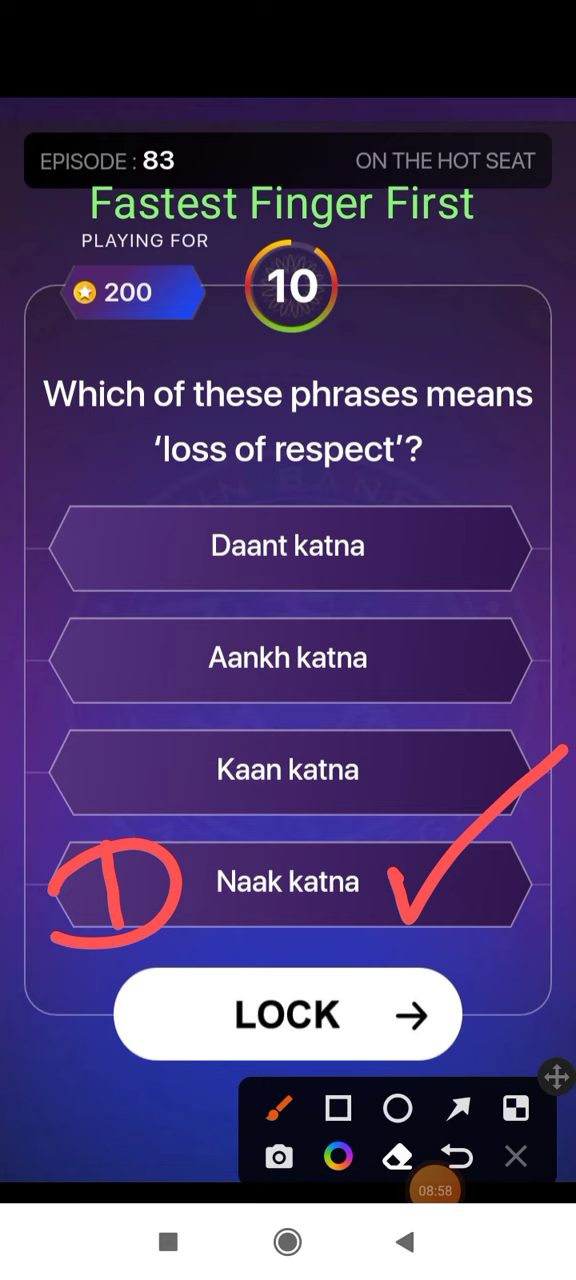 EPISODE : 83 ON THE HOT SEAT
Fastest Finger First
PLAYING FOR
200
10
Which of these phrases means
‘loss of respect’?
Daant katna
Aankh katna
Kaan katna
D Naak katna
LOCK
08:58